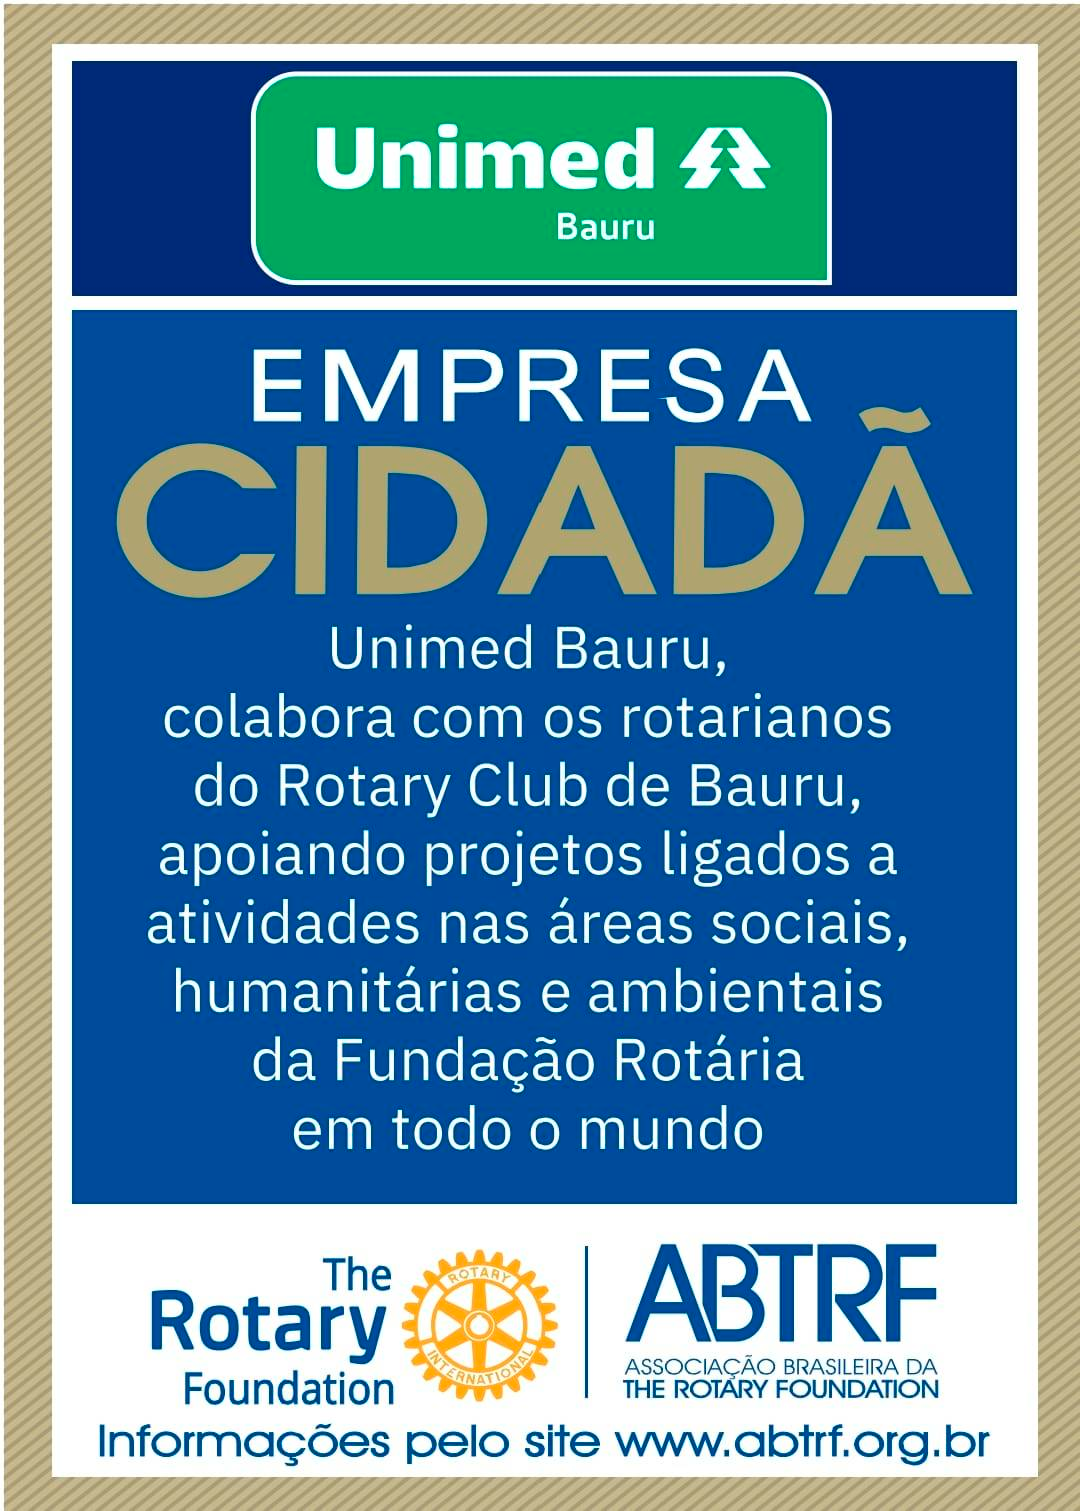 Unimed
Bauru
EMPRESA
CIDADÃ
Unimed Bauru,
colabora com os rotarianos
do Rotary Club de Bauru,
apoiando projetos ligados a
atividades nas áreas sociais,
humanitárias e ambientais
da Fundação Rotária
em todo o mundo
The
Rotary
Foundation
ROTARY
INTERNATIONAL
ABTRF
ASSOCIAÇÃO BRASILEIRA DA
THE ROTARY FOUNDATION
Informações pelo site www.abtrf.org.br